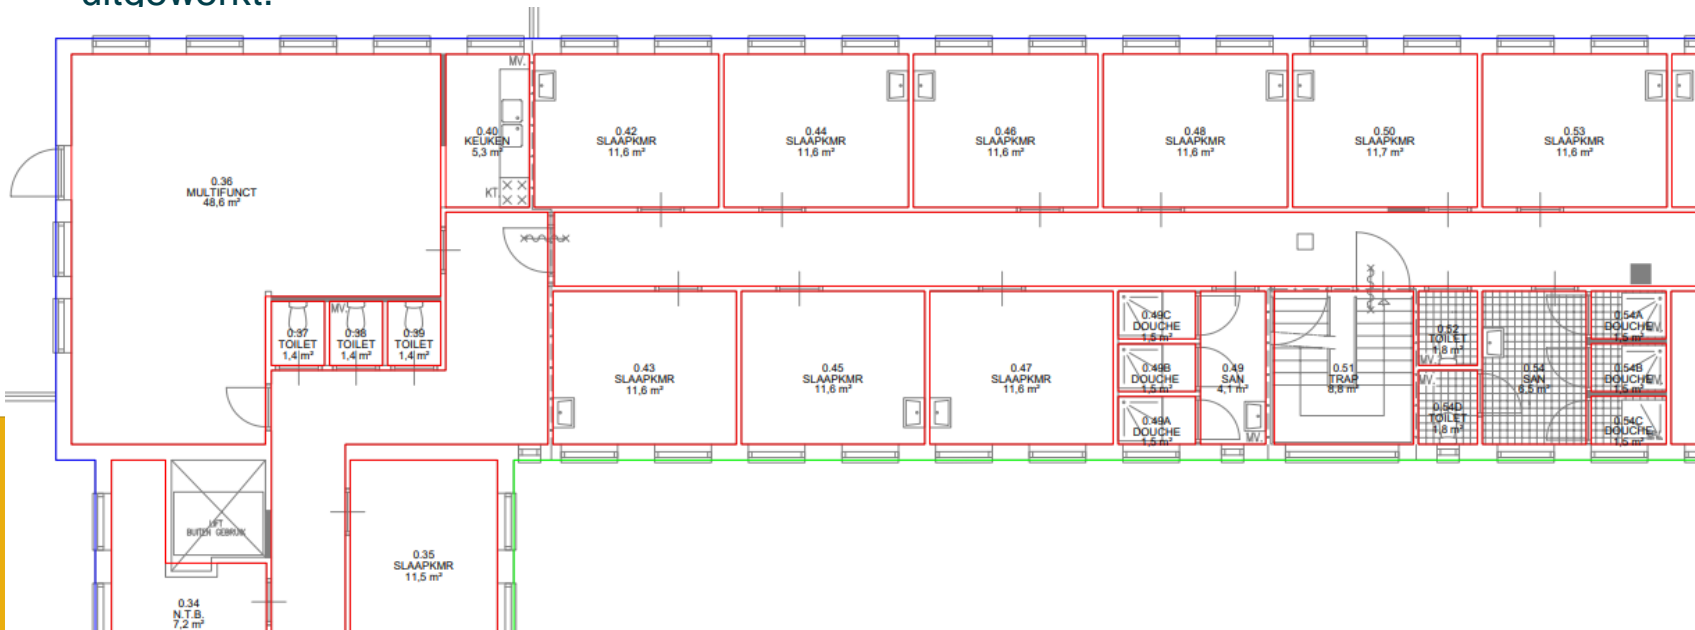 uitgewerkt.
MV.
0.36
MULTIFUNCT
48,6 m²
0.40
KEUKEN
5,3 m²
KT.
0.42
SLAAPKMR
11,6 m²
0.44
SLAAPKMR
11,6 m²
0.46
SLAAPKMR
11,6 m²
0.48
SLAAPKMR
11,6 m²
0.50
SLAAPKMR
11,7 m²
0.53
SLAAPKMR
11,6 m²
MV.
0.37
TOILET
1,4 m²
0.38
TOILET
1,4 m²
0.39
TOILET
1,4 m²
0.43
SLAAPKMR
11,6 m²
0.45
SLAAPKMR
11,6 m²
0.47
SLAAPKMR
11,6 m²
0.49C
DOUCHE
1,5 m²
0.49B
DOUCHE
1,5 m²
0.49A
DOUCHE
1,5 m²
0.49
SAN
4,1 m²
MV.
0.51
TRAP
8,8 m²
0.52
TOILET
1,8 m²
MV.
MV.
0.54D
TOILET
1,8 m²
0.54
SAN
6,5 m²
0.54A
DOUCHE
MV.
1,5 m²
0.54B
DOUCHE
MV.
1,5 m²
0.54C
DOUCHE
1,5 m²
LIFT
BUITEN GEBRUIK
0.35
SLAAPKMR
11,5 m²
0.34
N.T.B.
7,2 m²